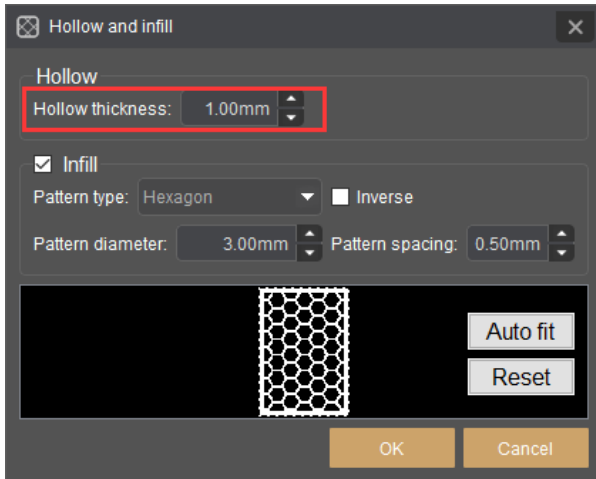 Hollow and infill
Hollow
Hollow thickness: 1.00mm
Infill
Pattern type: Hexagon Inverse
Pattern diameter: 3.00mm Pattern spacing: 0.50mm
Auto fit
Reset
OK Cancel